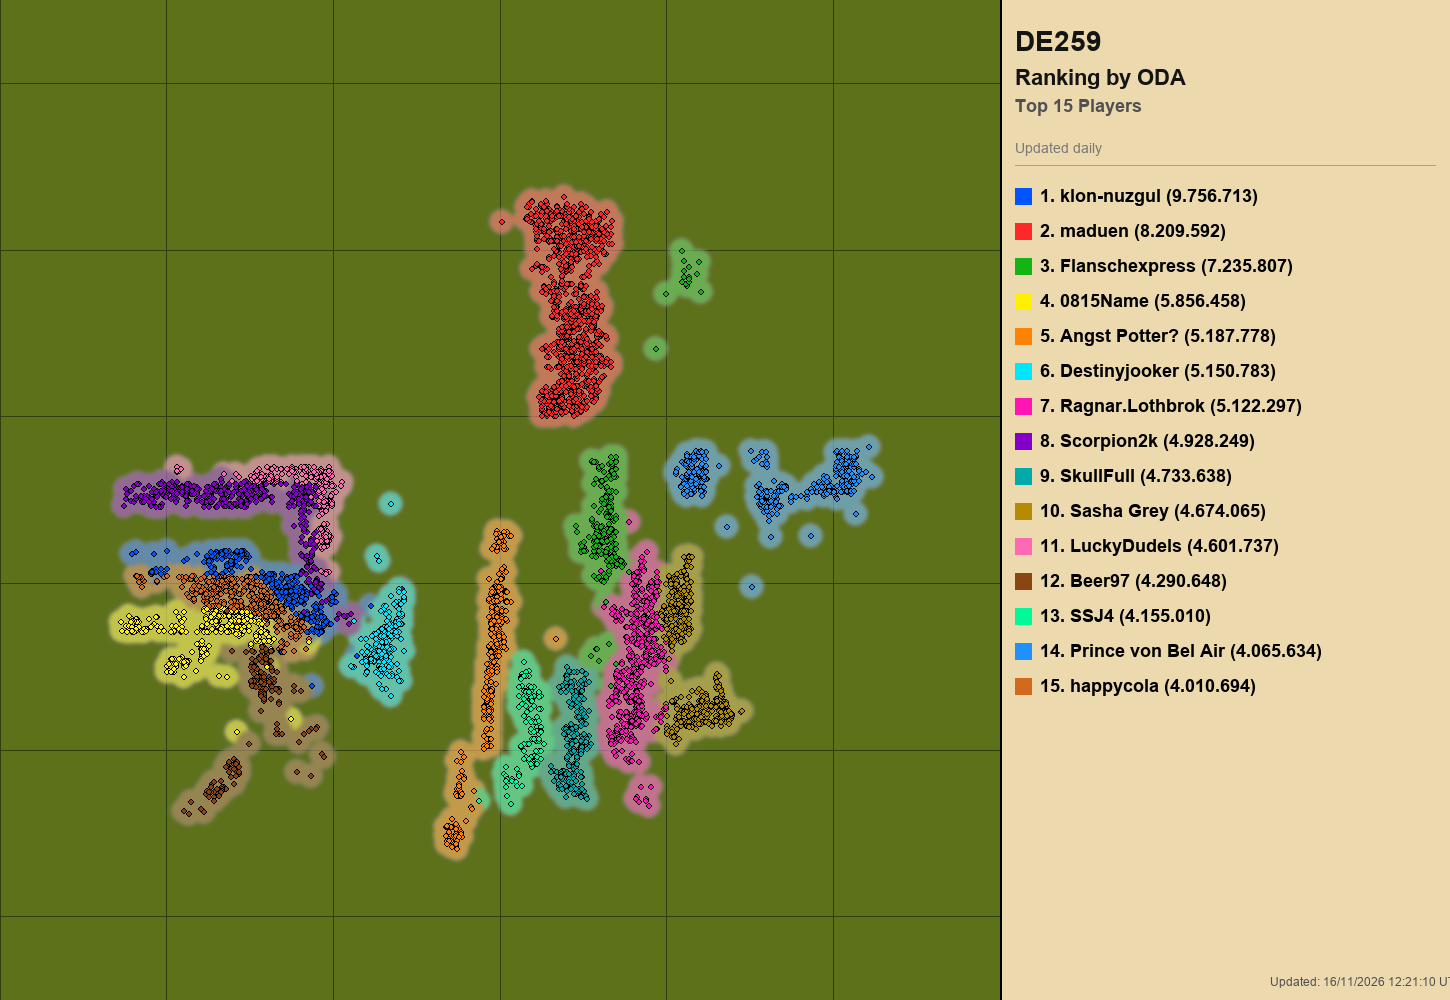 DE259
Ranking by ODA
Top 15 Players
Updated daily
1. klon-nuzgul (9.756.713)
2. maduen (8.209.592)
3. Flanschexpress (7.235.807)
4. 0815Name (5.856.458)
5. Angst Potter? (5.187.778)
6. Destinyjooker (5.150.783)
7. Ragnar.Lothbrok (5.122.297)
8. Scorpion2k (4.928.249)
9. SkullFull (4.733.638)
10. Sasha Grey (4.674.065)
11. LuckyDudels (4.601.737)
12. Beer97 (4.290.648)
13. SSJ4 (4.155.010)
14. Prince von Bel Air (4.065.634)
15. happycola (4.010.694)
Updated: 16/11/2026 12:21:10